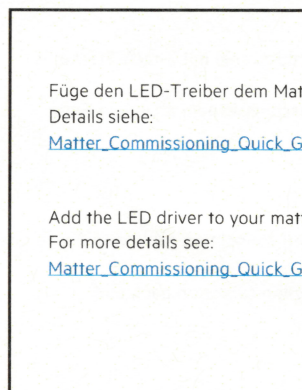 Füge den LED-Treiber dem Mat
Details siehe:
Matter_Commissioning_Quick_G
Add the LED driver to your mat
For more details see:
Matter_Commissioning_Quick_G